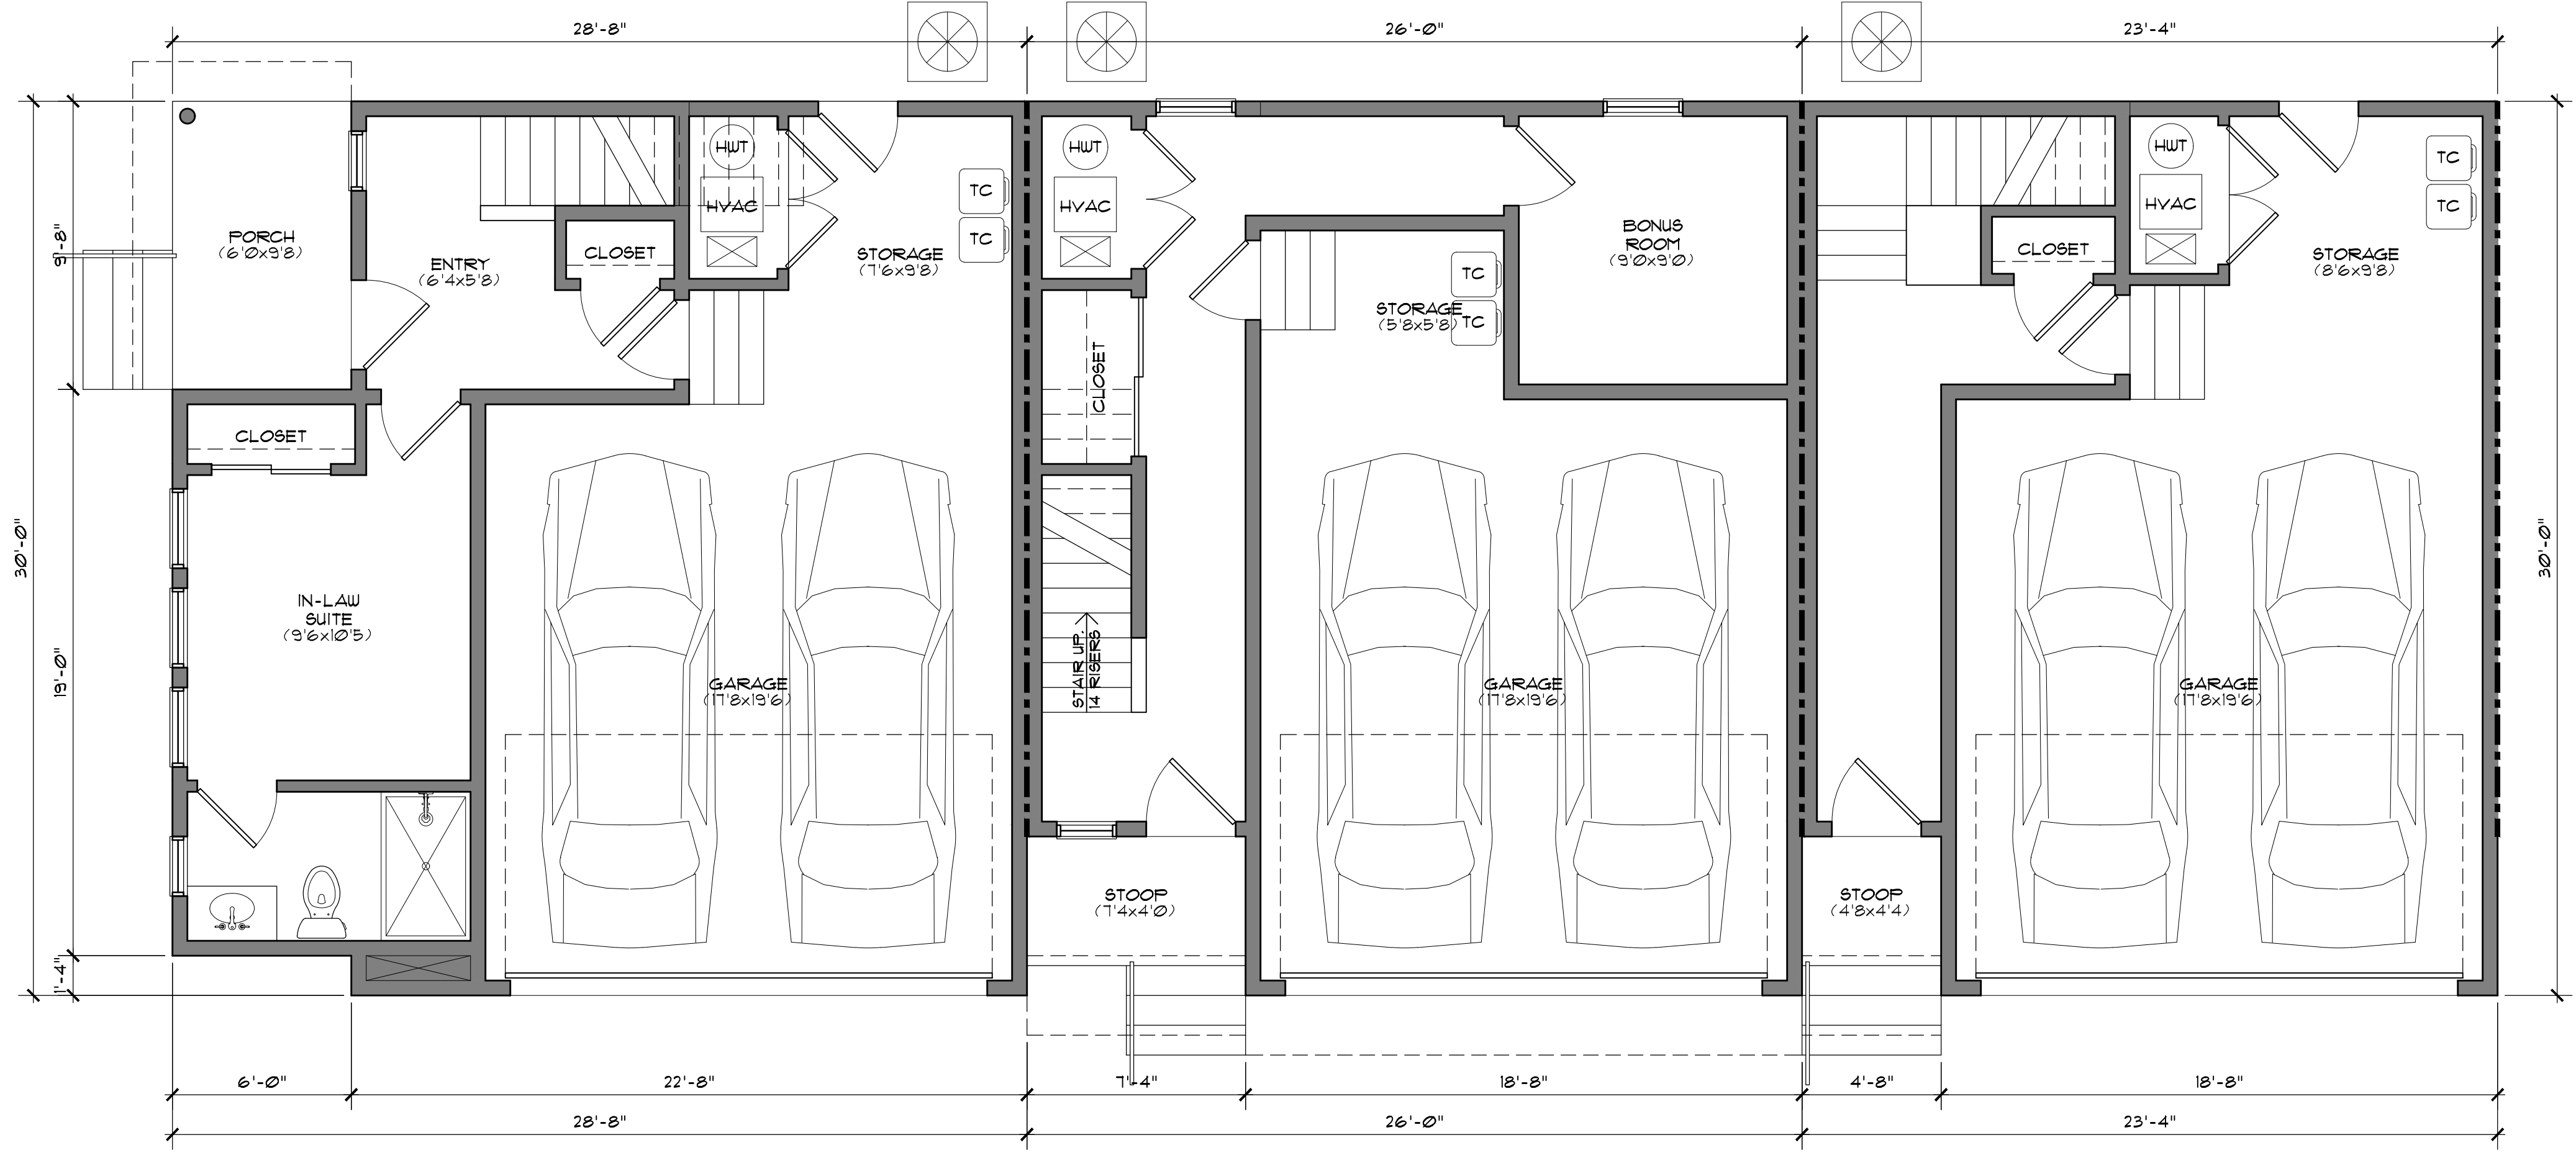 28'-8"
26'-0"
23'-4"
30'-0"
9'-8"
19'-0"
1'-4"
30'-0"
PORCH
(6'0x9'8)
ENTRY
(6'4x5'8)
CLOSET
HWT
HVAC
TC
TC
STORAGE
(7'6x9'8)
CLOSET
IN-LAW
SUITE
(9'6x10'5)
GARAGE
(17'8x19'6)
HWT
HVAC
CLOSET
STAIR UP.
14 RISERS
STORAGE
(5'8x5'8)
TC
TC
BONUS
ROOM
(9'0x9'0)
GARAGE
(17'8x19'6)
STOOP
(7'4x4'0)
HWT
HVAC
CLOSET
STORAGE
(8'6x9'8)
TC
TC
GARAGE
(17'8x19'6)
STOOP
(4'8x4'4)
6'-0"
22'-8"
7'-4"
18'-8"
4'-8"
18'-8"
28'-8"
26'-0"
23'-4"